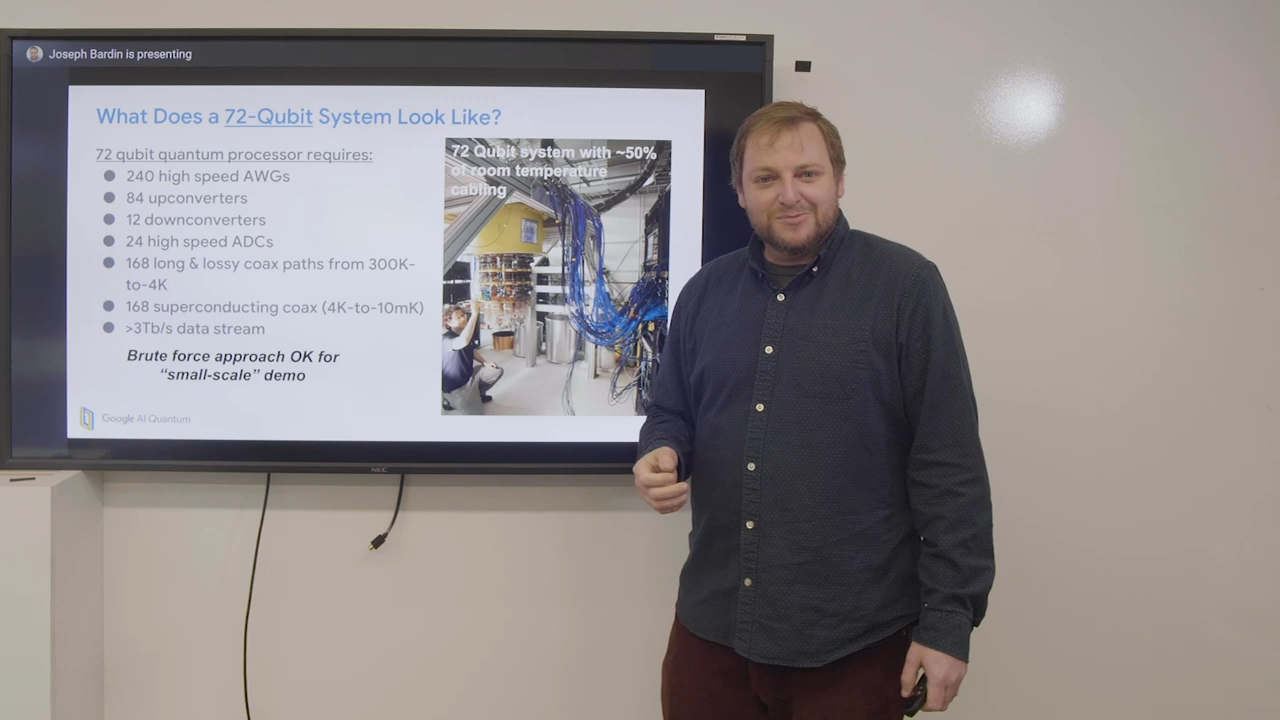 Joseph Bardin is presenting
What Does a 72-Qubit System Look Like?
72 qubit quantum processor requires:
240 high speed AWGs
84 upconverters
12 downconverters
24 high speed ADCs
168 long & lossy coax paths from 300K-
to-4K
168 superconducting coax (4K-to-10mK)
>3Tb/s data stream
Brute force approach OK for
“small-scale” demo
72 Qubit system with ~50%
of room temperature
cabling
Google AI Quantum
NEC